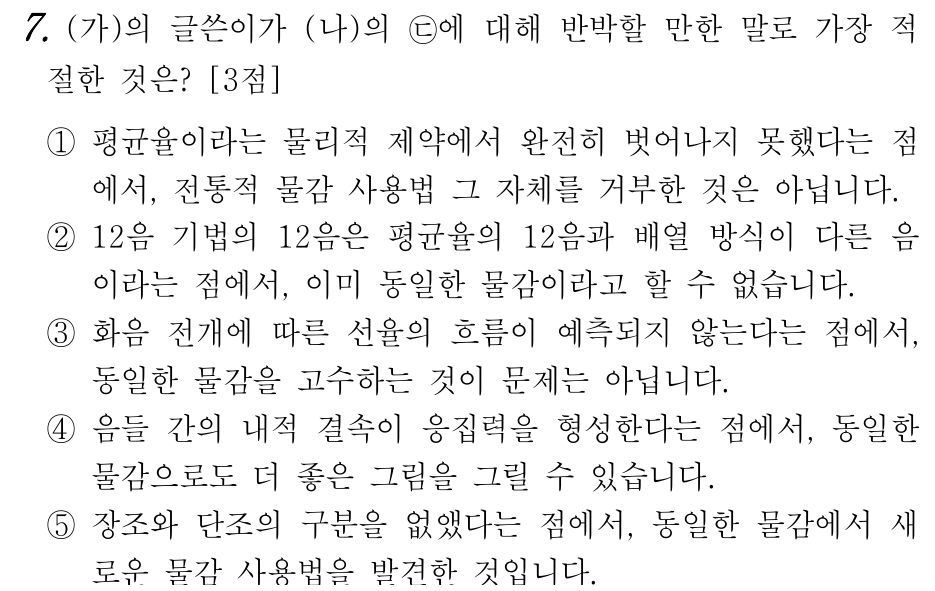 7. (가)의 글쓴이가 (나)의 ㉢에 대해 반박할 만한 말로 가장 적
절한 것은? [3점]
① 평균율이라는 물리적 제약에서 완전히 벗어나지 못했다는 점
에서, 전통적 물감 사용법 그 자체를 거부한 것은 아닙니다.
② 12음 기법의 12음은 평균율의 12음과 배열 방식이 다른 음
이라는 점에서, 이미 동일한 물감이라고 할 수 없습니다.
③ 화음 전개에 따른 선율의 흐름이 예측되지 않는다는 점에서,
동일한 물감을 고수하는 것이 문제는 아닙니다.
④ 음들 간의 내적 결속이 응집력을 형성한다는 점에서, 동일한
물감으로도 더 좋은 그림을 그릴 수 있습니다.
⑤ 장조와 단조의 구분을 없앴다는 점에서, 동일한 물감에서 새
로운 물감 사용법을 발견한 것입니다.